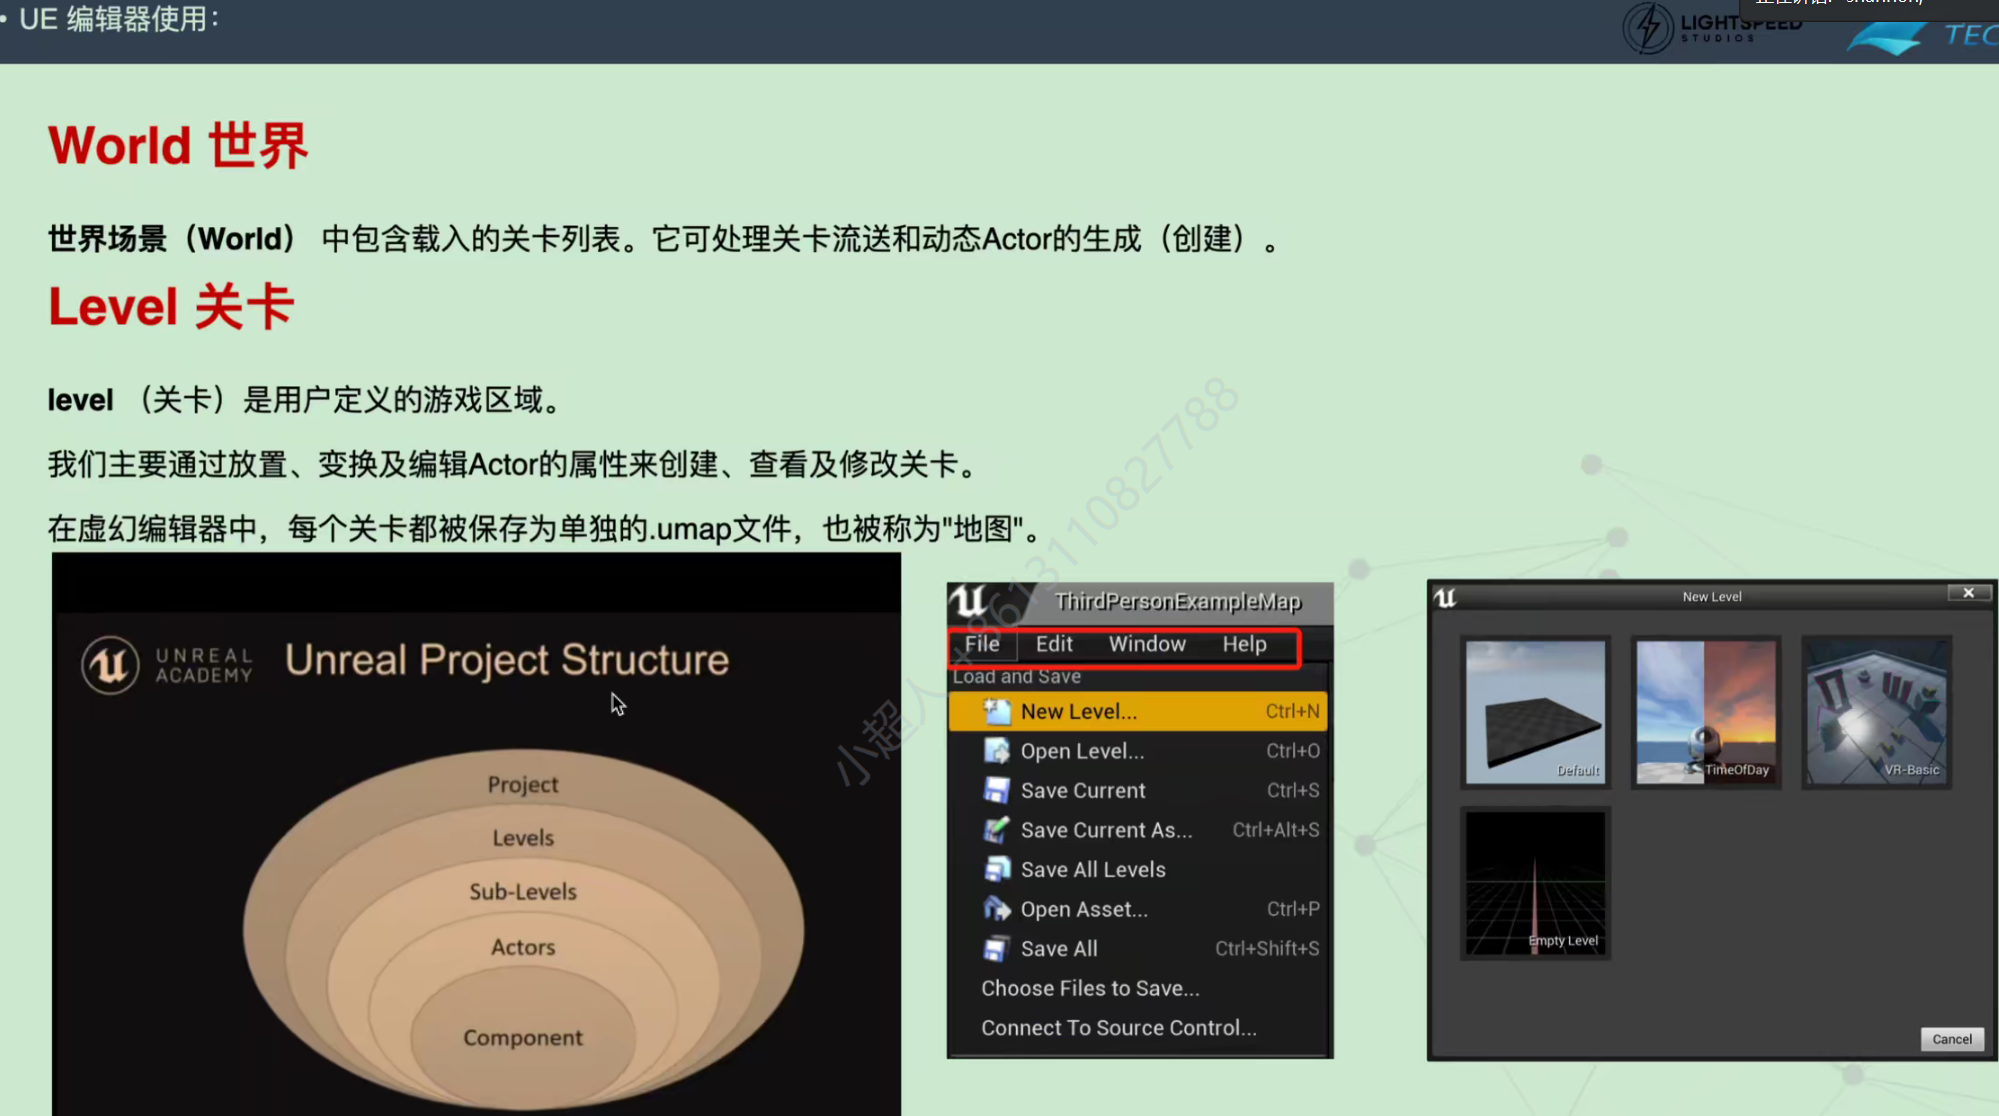 • UE 编辑器使用：
LIGHTSPEED
STUDIOS
TEC
World 世界
世界场景（World） 中包含载入的关卡列表。它可处理关卡流送和动态Actor的生成（创建）。
Level 关卡
level （关卡）是用户定义的游戏区域。
我们主要通过放置、变换及编辑Actor的属性来创建、查看及修改关卡。
在虚幻编辑器中，每个关卡都被保存为单独的.umap文件，也被称为"地图"。
UNREAL
ACADEMY
Unreal Project Structure
Project
Levels
Sub-Levels
Actors
Component
ThirdPersonExampleMap
File Edit Window Help
Load and Save
New Level... Ctrl+N
Open Level... Ctrl+O
Save Current Ctrl+S
Save Current As... Ctrl+Alt+S
Save All Levels
Open Asset... Ctrl+P
Save All Ctrl+Shift+S
Choose Files to Save...
Connect To Source Control...
New Level
Default
TimeOfDay
VR-Basic
Empty Level
Cancel
小超人+8613110827788